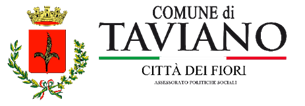 COMUNE di
TAVIANO
CITTÀ DEI FIORI
ASSESSORATO POLITICHE SOCIALI